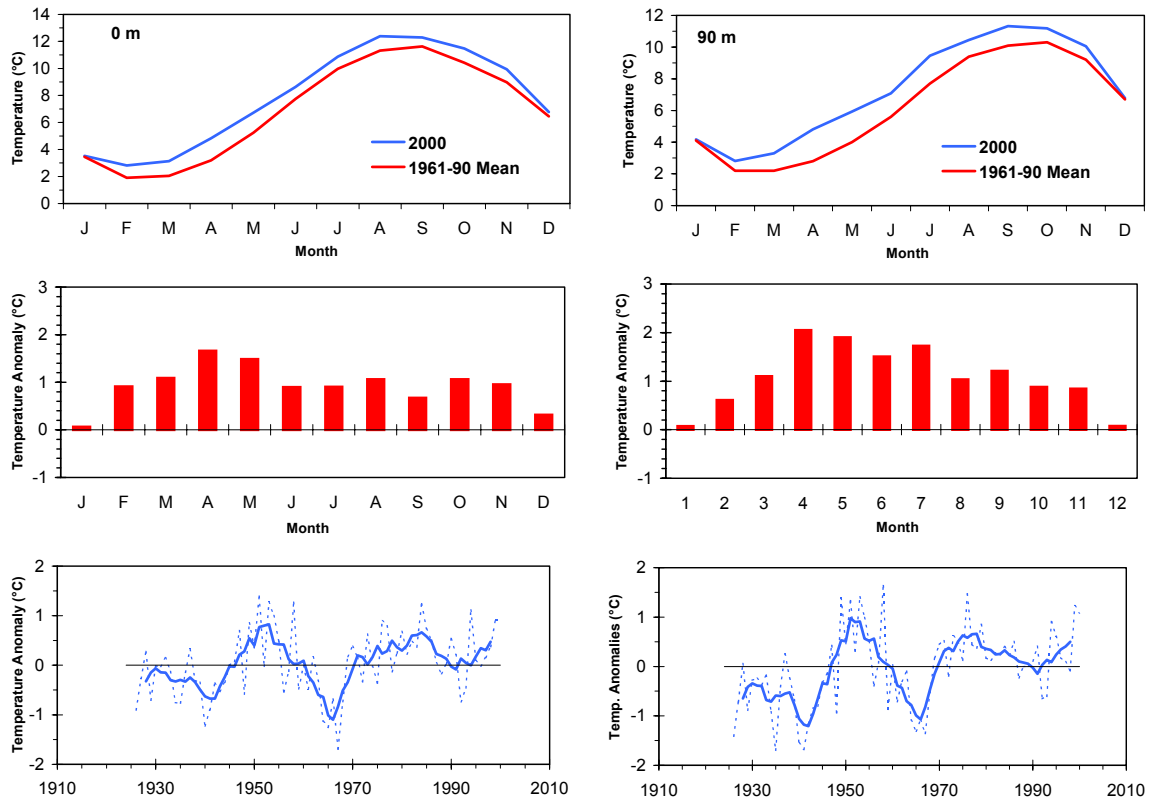 0 m
Temperature (°C)
14
12
10
8
6
4
2
0
2000
1961-90 Mean
J F M A M J J A S O N D
Month
90 m
Temperature (°C)
12
10
8
6
4
2
0
2000
1961-90 Mean
J F M A M J J A S O N D
Month
Temperature Anomaly (°C)
3
2
1
0
-1
J F M A M J J A S O N D
Month
Temperature Anomaly (°C)
3
2
1
0
-1
1 2 3 4 5 6 7 8 9 10 11 12
Month
Temperature Anomaly (°C)
2
1
0
-1
-2
1910 1930 1950 1970 1990 2010
Temp. Anomalies (°C)
2
1
0
-1
-2
1910 1930 1950 1970 1990 2010